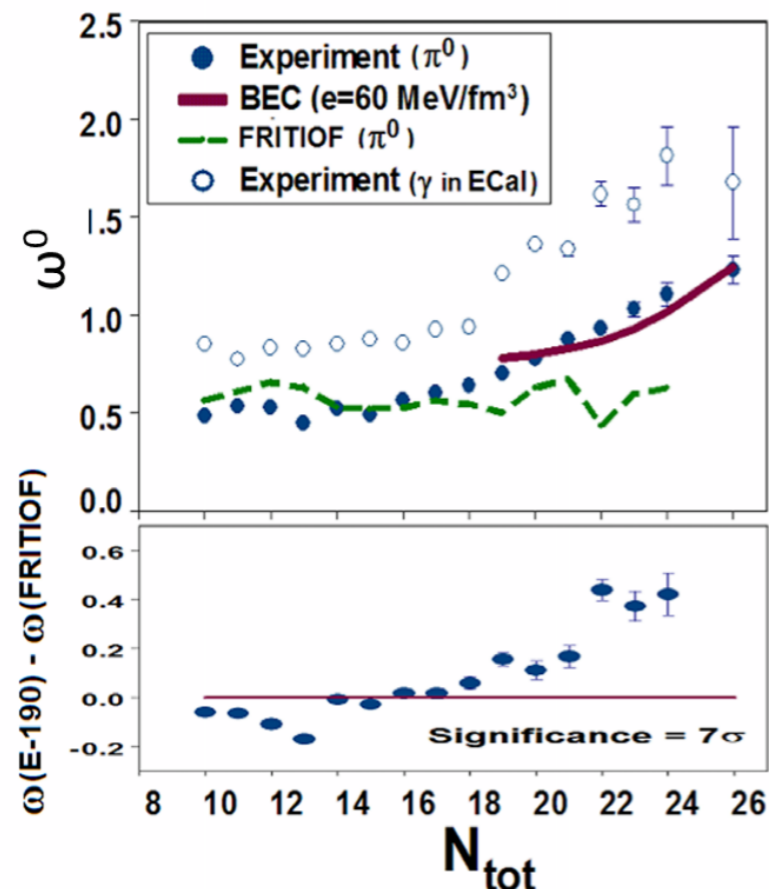 2.5
Experiment (π⁰)
BEC (e=60 MeV/fm³)
FRITIOF (π⁰)
Experiment (γ in ECal)
2.0
1.5
1.0
0.5
0.0
ω⁰
0.6
0.4
0.2
0.0
-0.2
Significance = 7σ
ω(E-190) - ω(FRITIOF)
8 10 12 14 16 18 20 22 24 26
N_tot